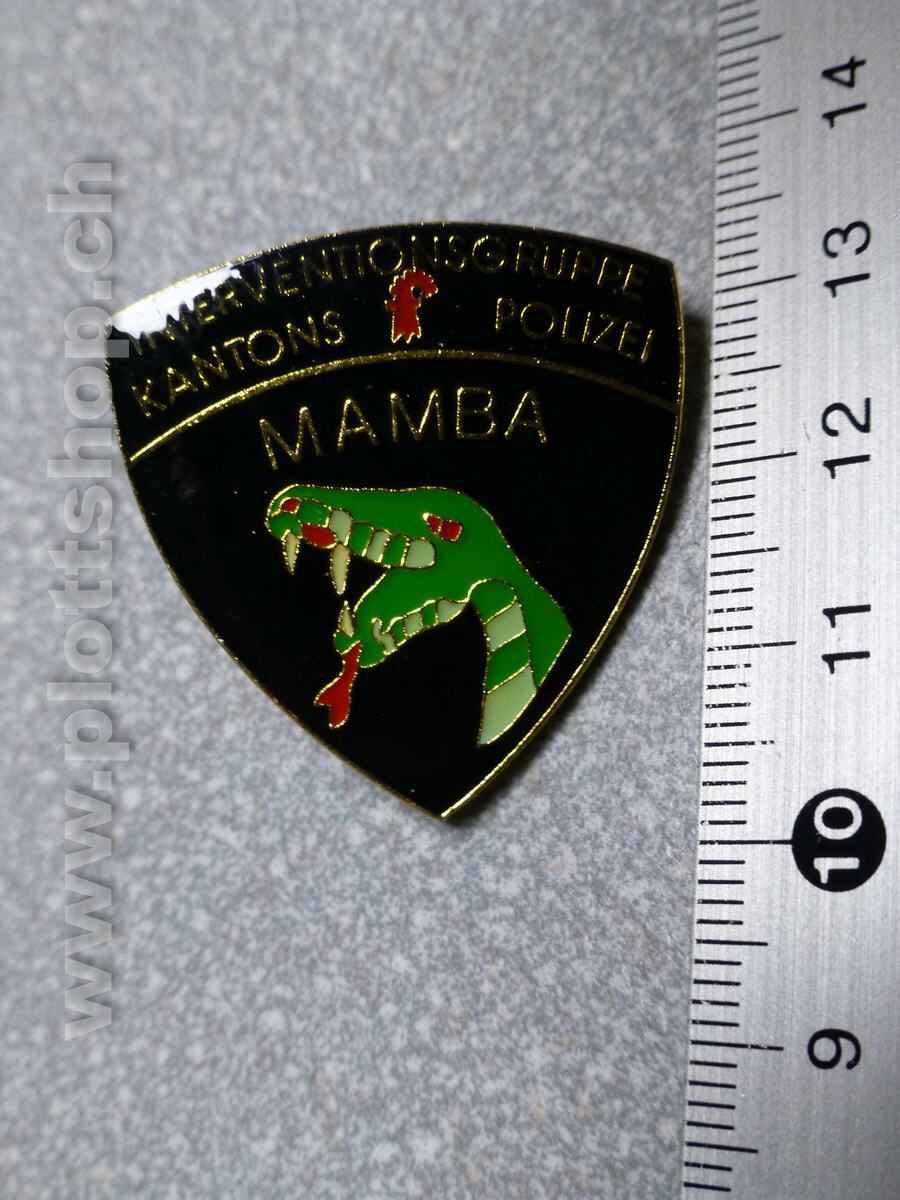 INTERVENTIONSGRUPPE
KANTONS POLIZEI
MAMBA
www.plottshop.ch
14
13
12
11
10
9